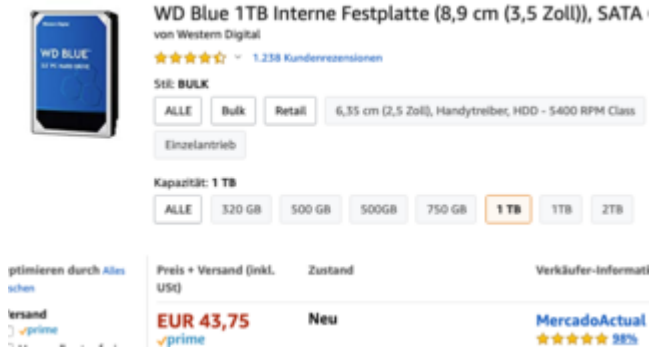 WD Blue 1TB Interne Festplatte (8,9 cm (3,5 Zoll)), SATA
von Western Digital
1.238 Kundenrezensionen
WD BLUE
Stil: BULK
ALLE Bulk Retail 6,35 cm (2,5 Zoll), Handytreiber, HDD - 5400 RPM Class
Einzelantrieb
Kapazität: 1 TB
ALLE 320 GB 500 GB 500GB 750 GB 1 TB 1TB 2TB
ptimieren durch Alles
schen
Preis + Versand (inkl.
USt)
Zustand
Verkäufer-Informati
ersand
prime
EUR 43,75
prime
Neu
MercadoActual
98%